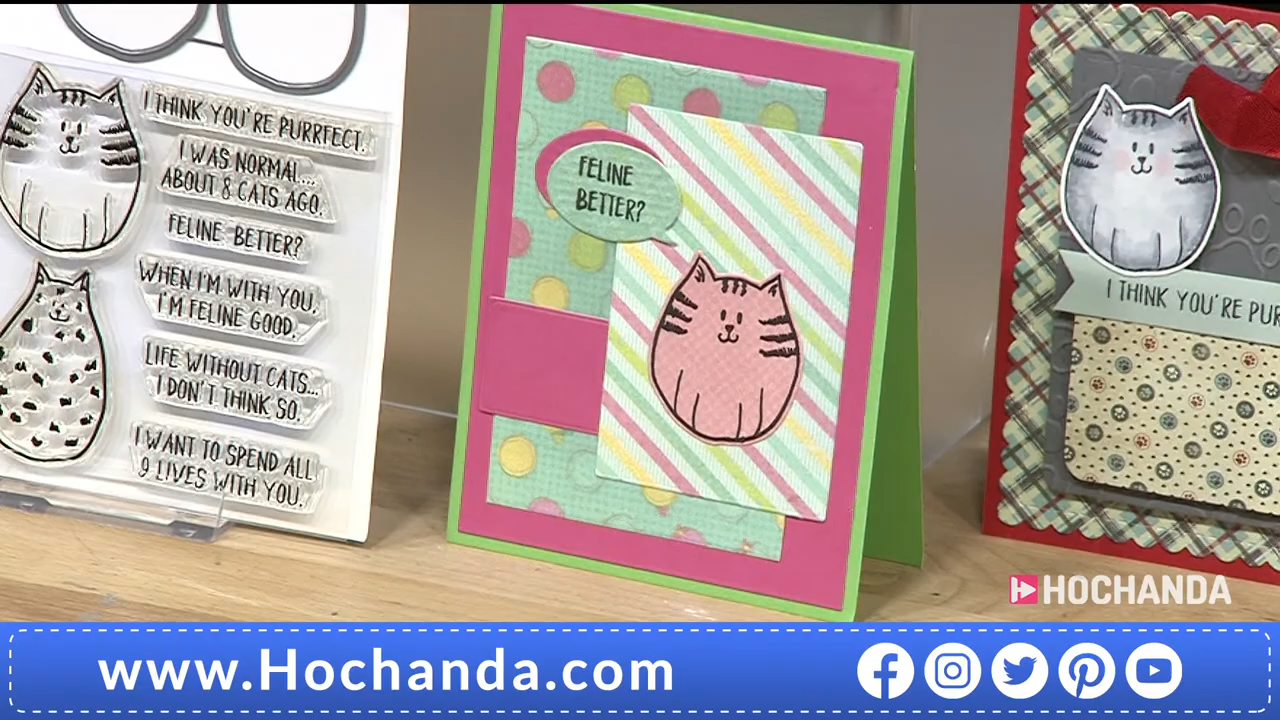 I THINK YOU'RE PURRFECT.
I WAS NORMAL...
ABOUT 8 CATS AGO.
FELINE BETTER?
WHEN I'M WITH YOU,
I'M FELINE GOOD.
LIFE WITHOUT CATS...
I DON'T THINK SO.
I WANT TO SPEND ALL
9 LIVES WITH YOU.
FELINE
BETTER?
I THINK YOU'RE PUR
HOCHANDA
www.Hochanda.com